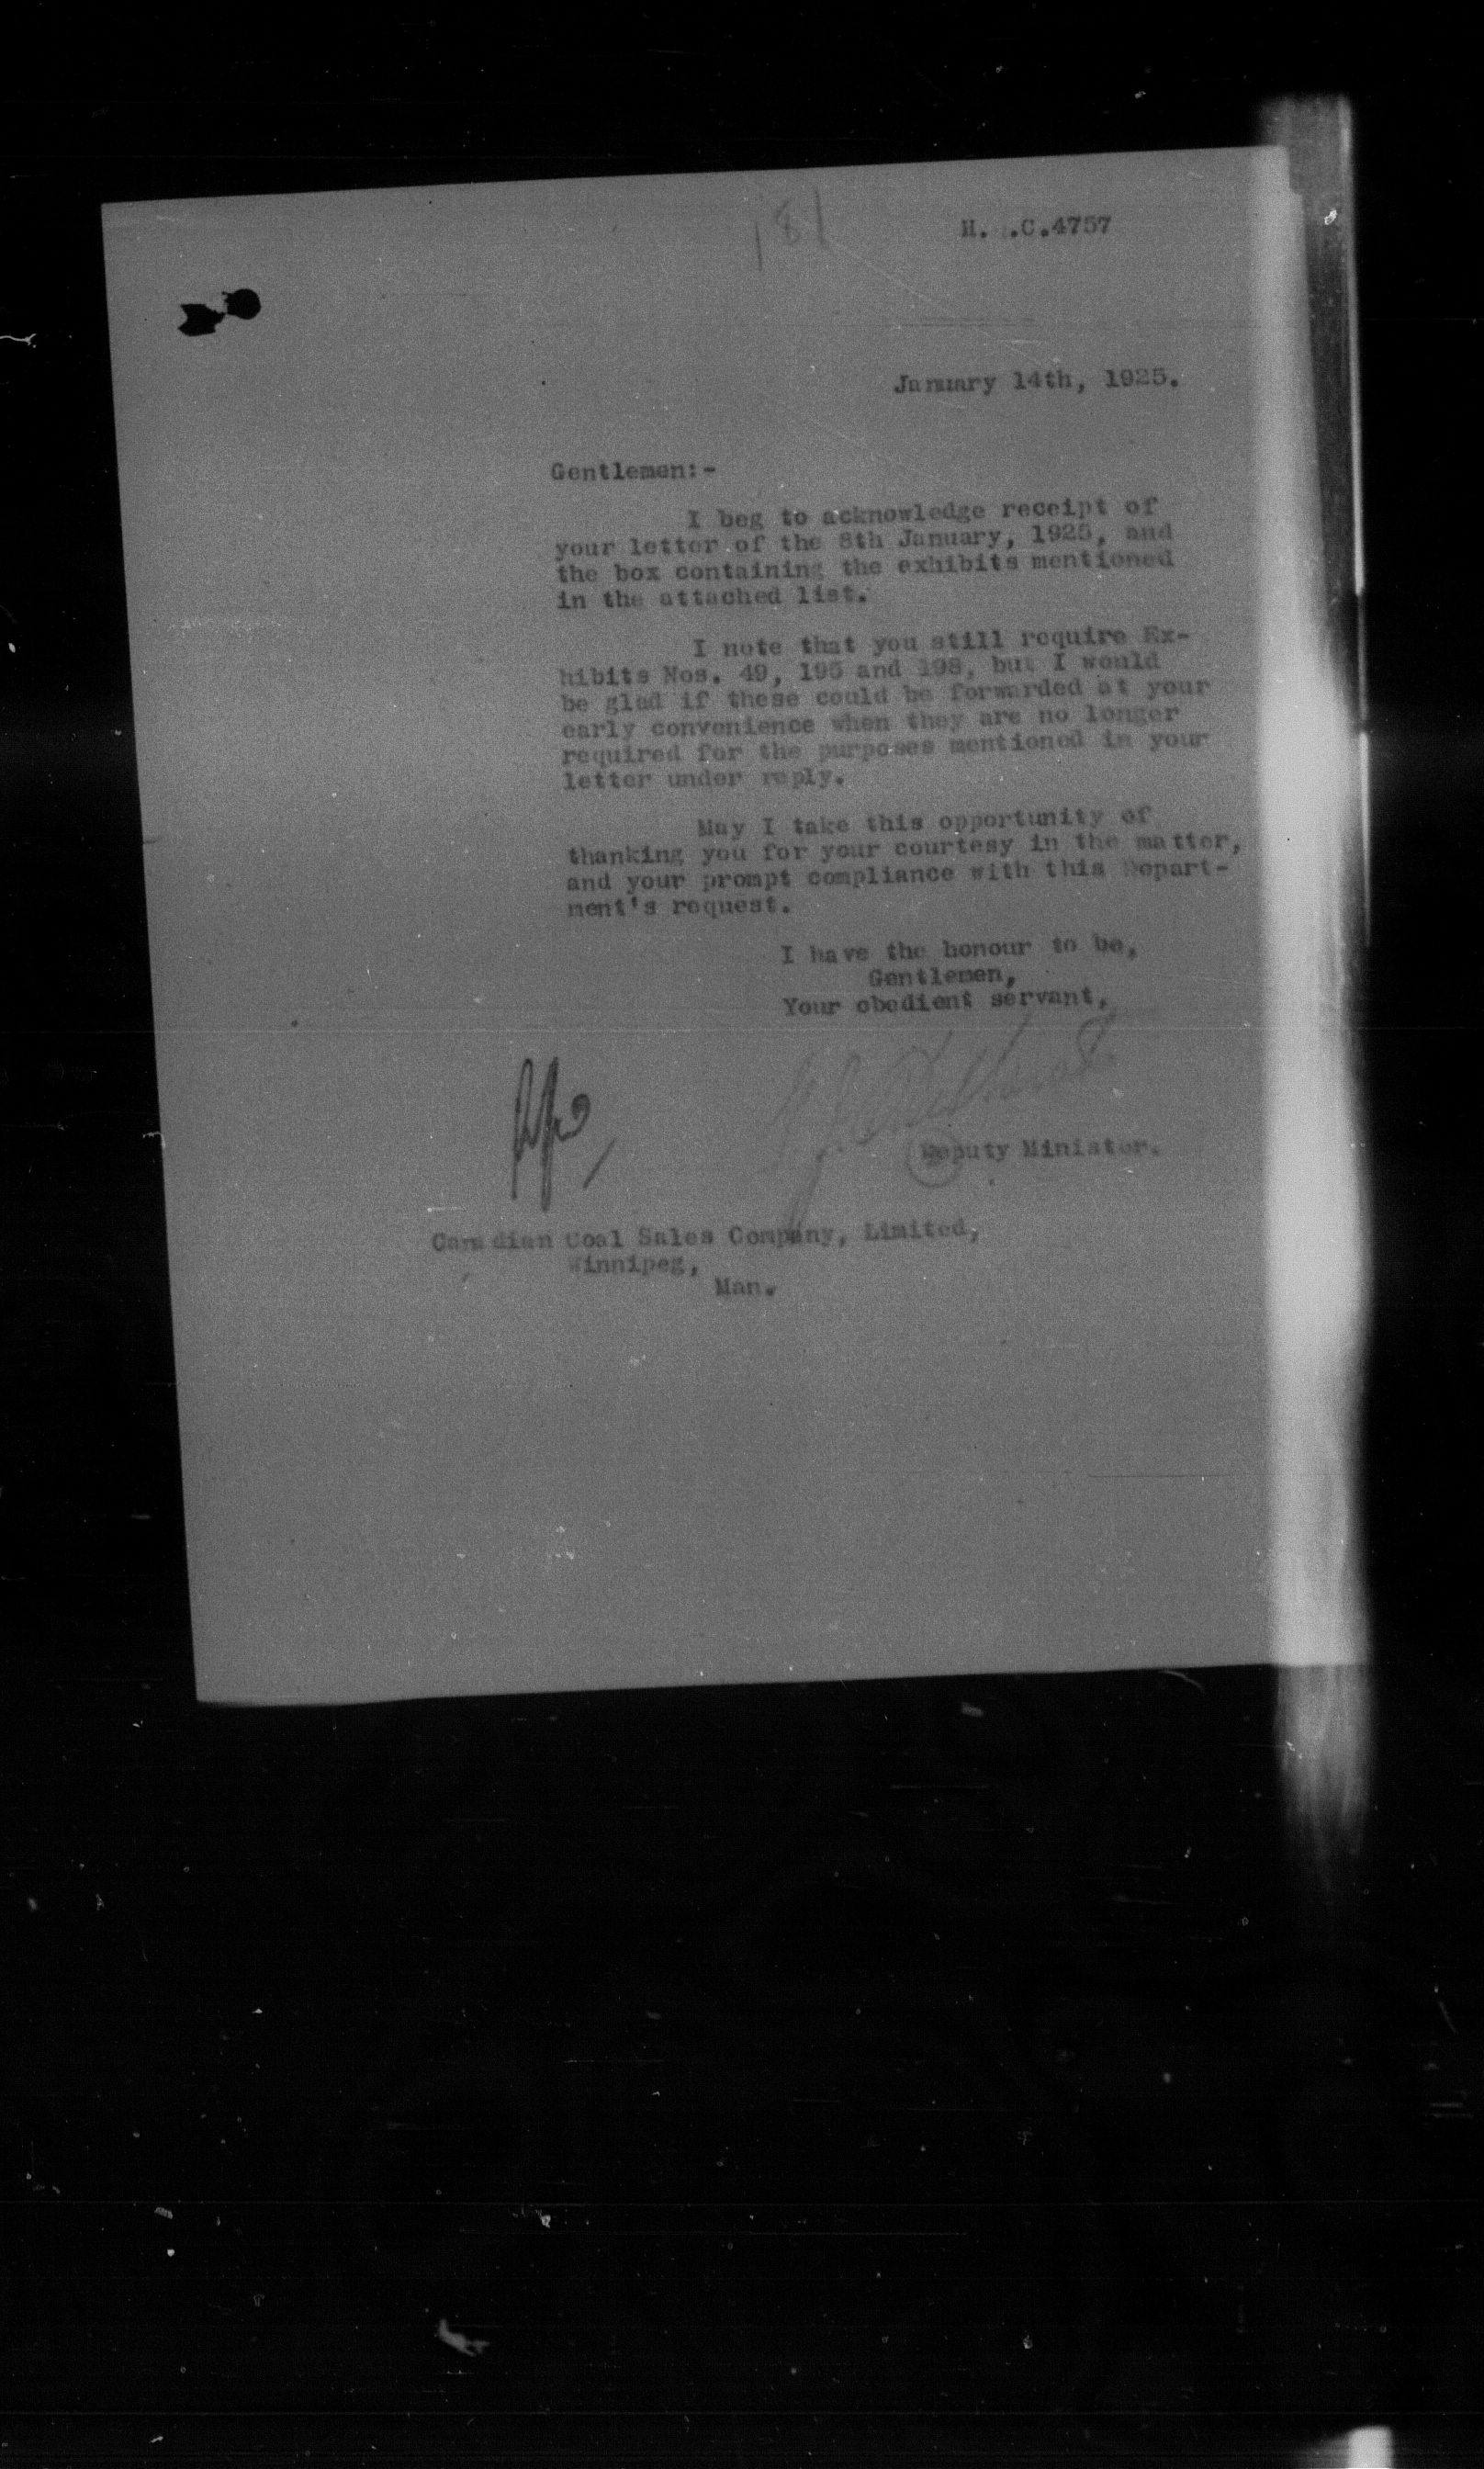 181
H. .C.4757
January 14th, 1925.
Gentlemen:-
I beg to acknowledge receipt of
your letter of the 8th January, 1925, and
the box containing the exhibits mentioned
in the attached list.
I note that you still require Ex-
hibits Nos. 49, 195 and 198, but I would
be glad if these could be forwarded at your
early convenience when they are no longer
required for the purposes mentioned in your
letter under reply.
May I take this opportunity of
thanking you for your courtesy in the matter,
and your prompt compliance with this Depart-
ment's request.
I have the honour to be,
Gentlemen,
Your obedient servant,
Deputy Minister.
Canadian Coal Sales Company, Limited,
Winnipeg,
Man.